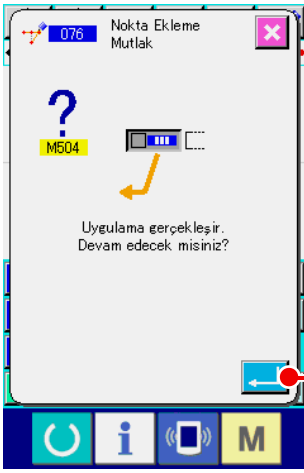 076
Nokta Ekleme
Mutlak
?
M504
Uygulama gerçekleşir.
Devam edecek misiniz?
i
M